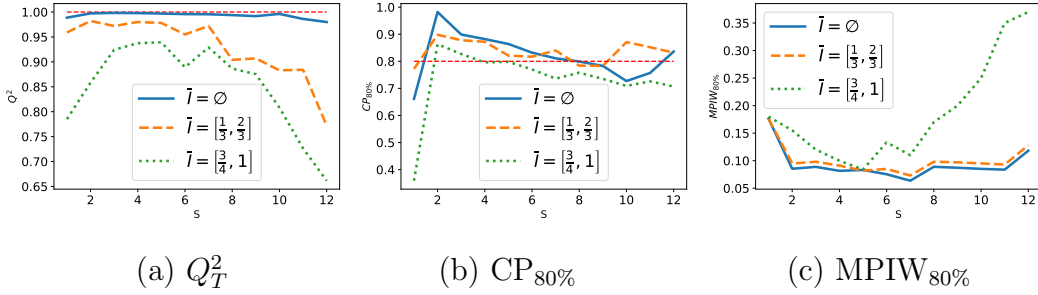 1.00
0.95
0.90
0.85
0.80
0.75
0.70
0.65
Q²
Ī = ∅
Ī = [1/3, 2/3]
Ī = [3/4, 1]
2 4 6 8 10 12
S
(a) Q²_T
1.0
0.9
0.8
0.7
0.6
0.5
0.4
CP80%
Ī = ∅
Ī = [1/3, 2/3]
Ī = [3/4, 1]
2 4 6 8 10 12
S
(b) CP80%
0.35
0.30
0.25
0.20
0.15
0.10
0.05
MPIW80%
Ī = ∅
Ī = [1/3, 2/3]
Ī = [3/4, 1]
2 4 6 8 10 12
S
(c) MPIW80%